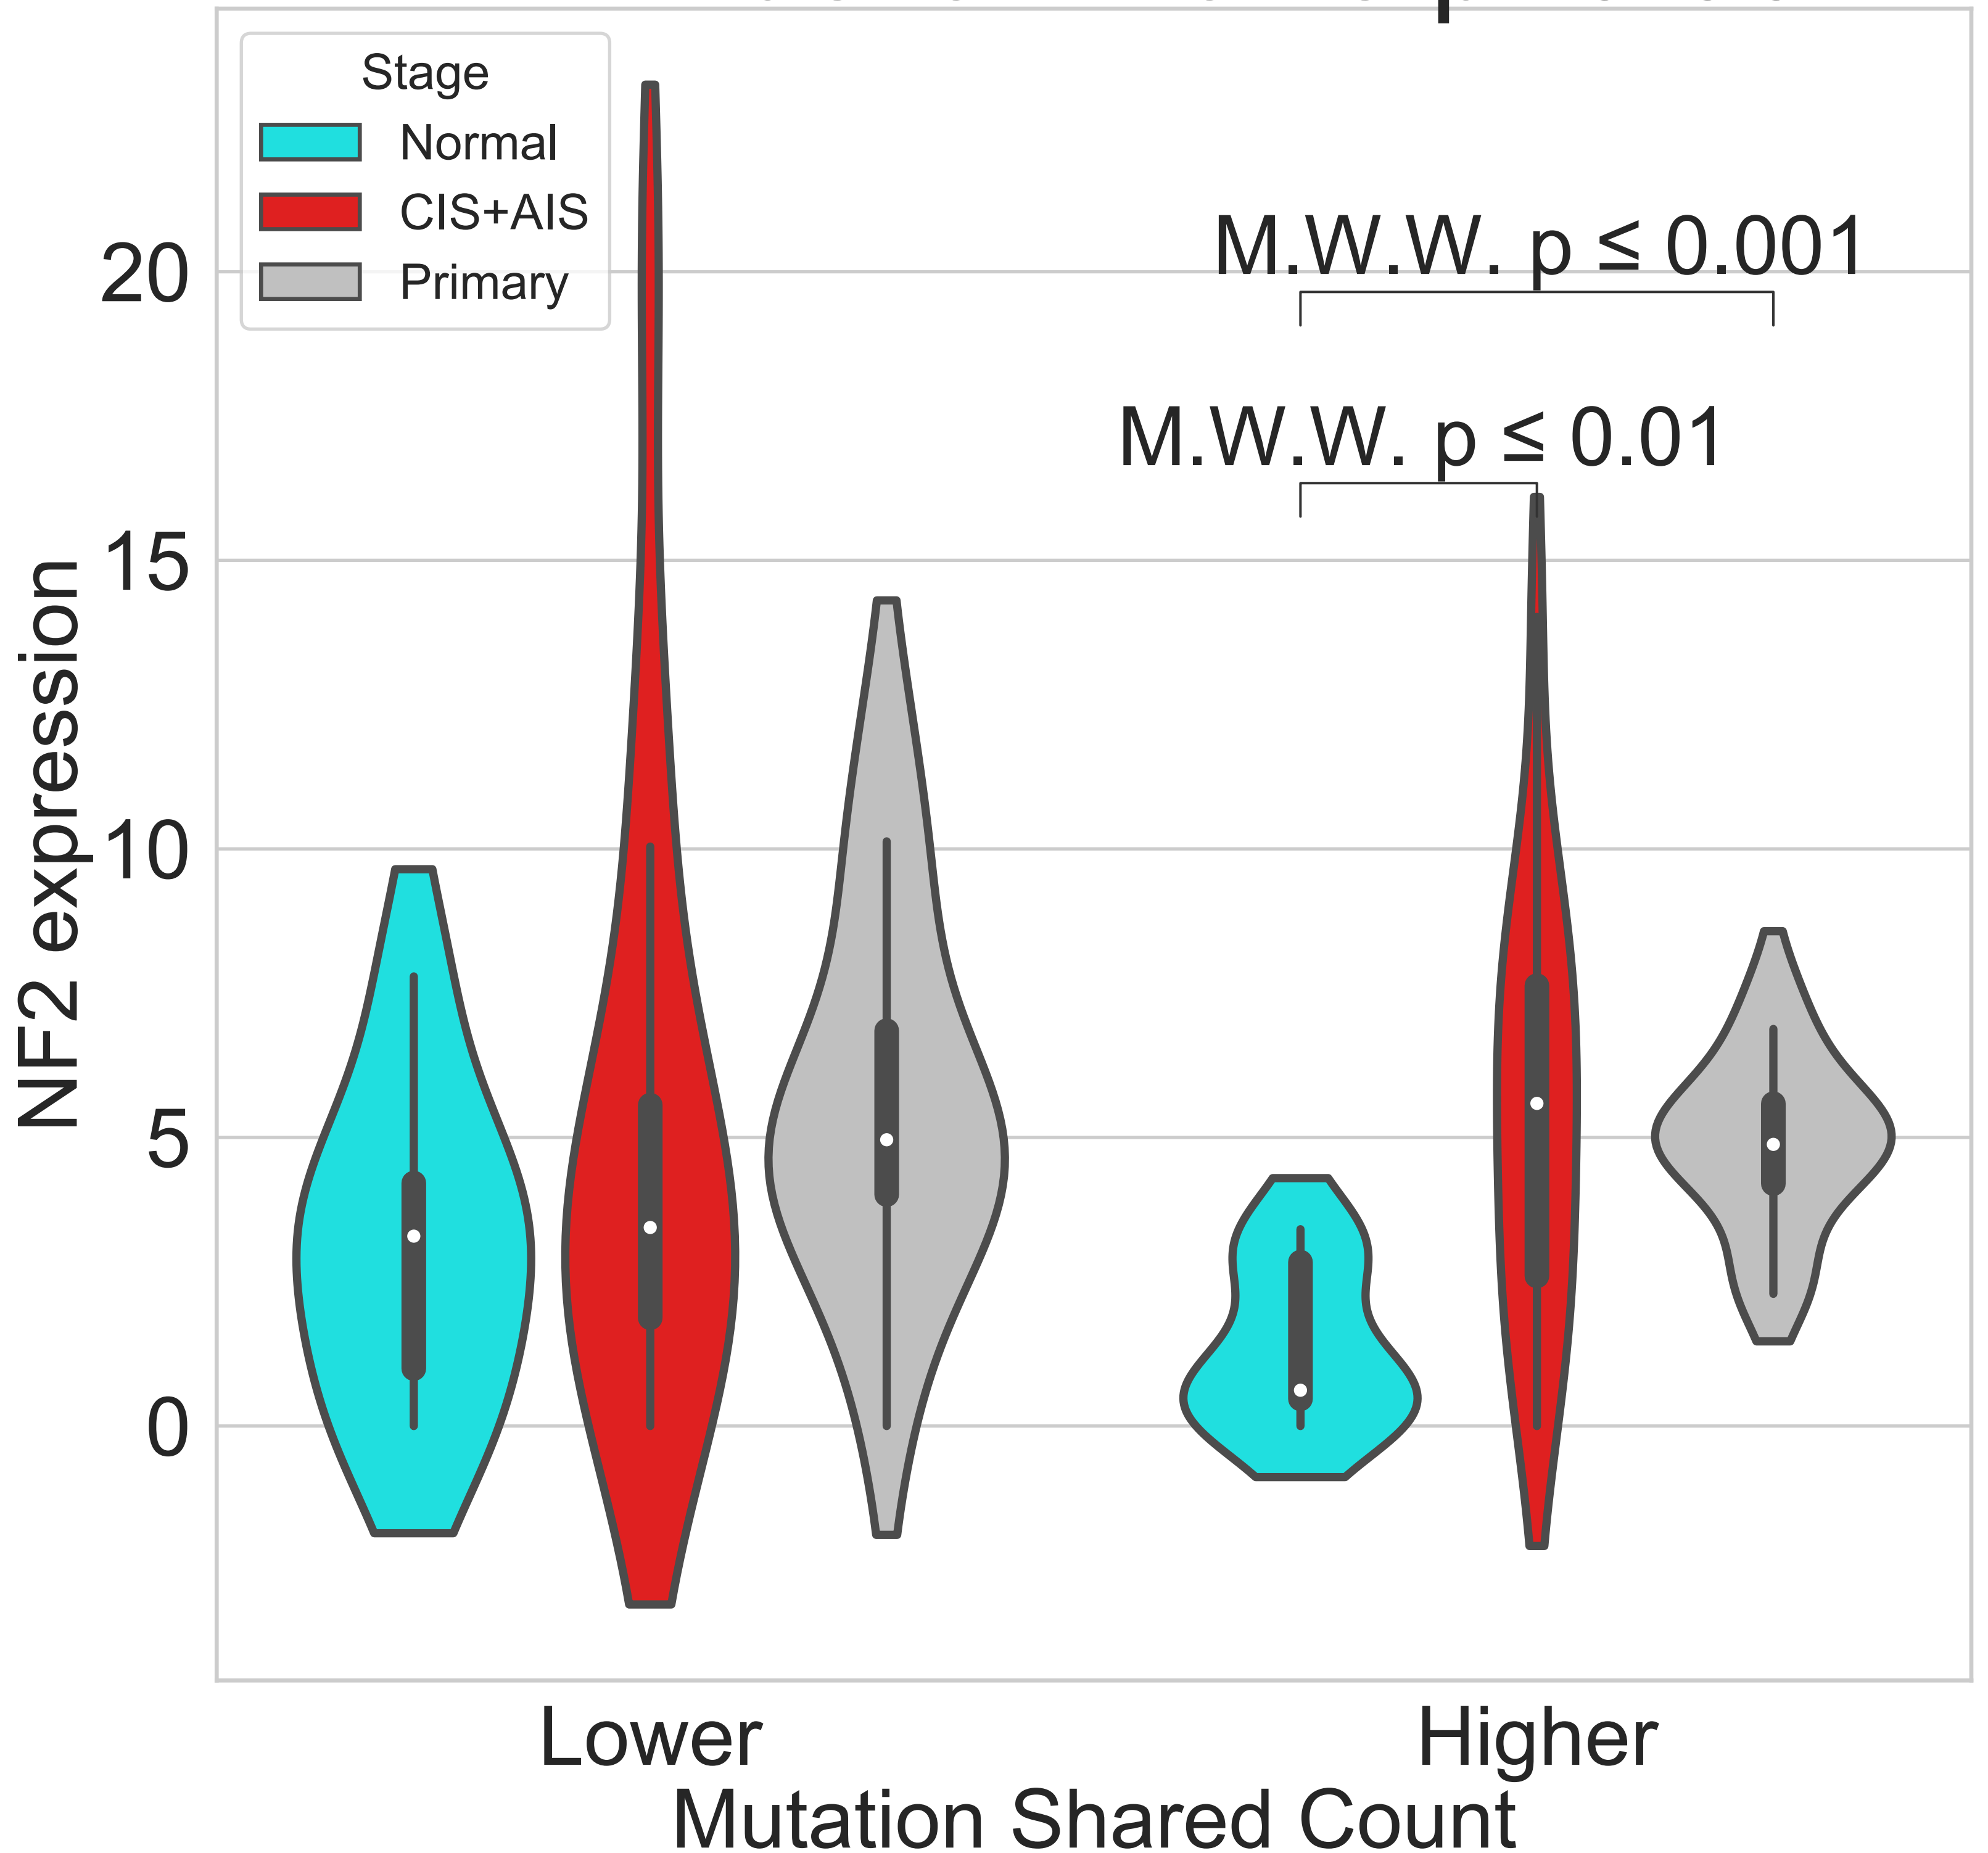 Stage
Normal
CIS+AIS
Primary
M.W.W. p ≤ 0.001
M.W.W. p ≤ 0.01
20
15
10
5
0
NF2 expression
Lower
Higher
Mutation Shared Count